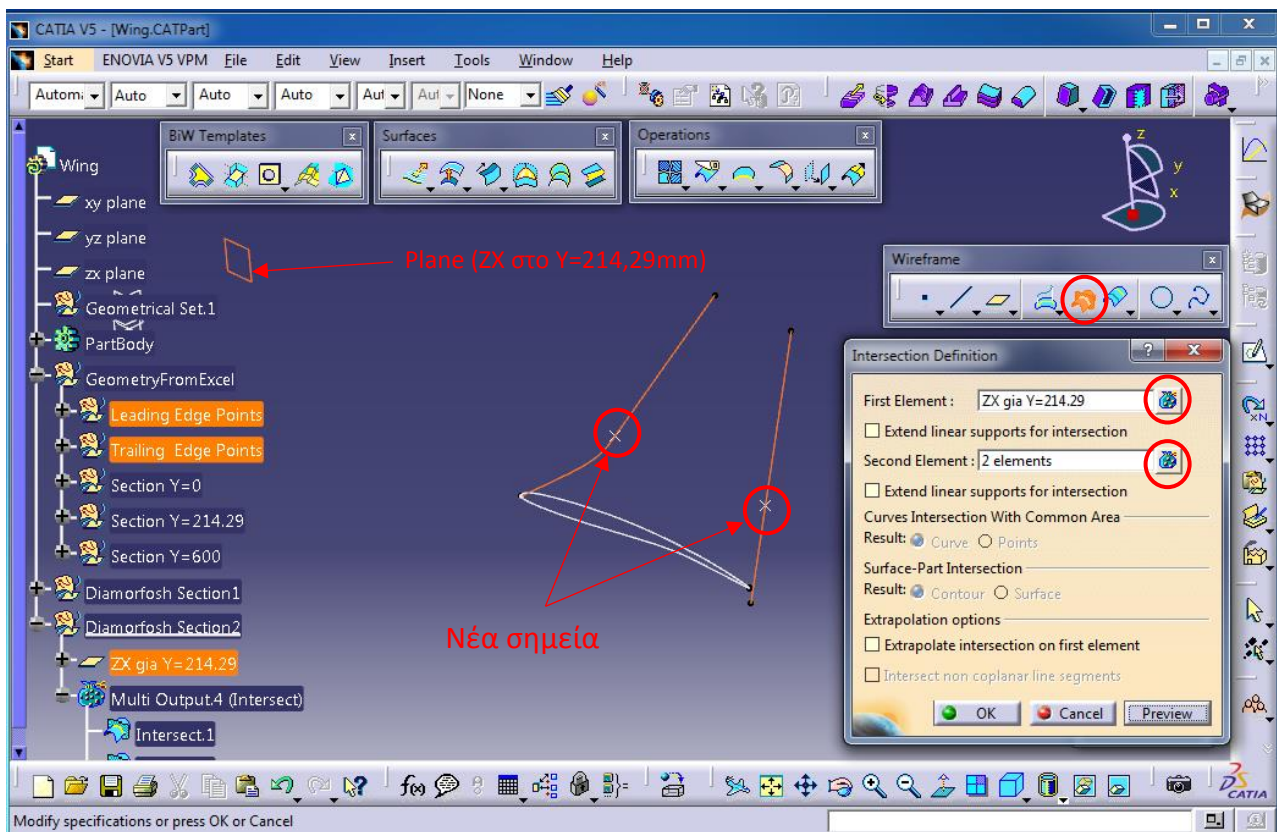 CATIA V5 - [Wing.CATPart]
Start ENOVIA V5 VPM File Edit View Insert Tools Window Help
Automa Auto Auto Auto Aut Aut None
BiW Templates
Surfaces
Operations
Wing
xy plane
yz plane
zx plane
Geometrical Set.1
PartBody
GeometryFromExcel
Leading Edge Points
Trailing Edge Points
Section Y=0
Section Y=214.29
Section Y=600
Diamorfosh Section1
Diamorfosh Section2
ZX gia Y=214.29
Multi Output.4 (Intersect)
Intersect.1
Plane (ZX στο Y=214,29mm)
Νέα σημεία
z
y
x
Wireframe
Intersection Definition
First Element : ZX gia Y=214.29
Extend linear supports for intersection
Second Element : 2 elements
Extend linear supports for intersection
Curves Intersection With Common Area
Result: Curve Points
Surface-Part Intersection
Result: Contour Surface
Extrapolation options
Extrapolate intersection on first element
Intersect non coplanar line segments
OK Cancel Preview
f(x)
CATIA
Modify specifications or press OK or Cancel